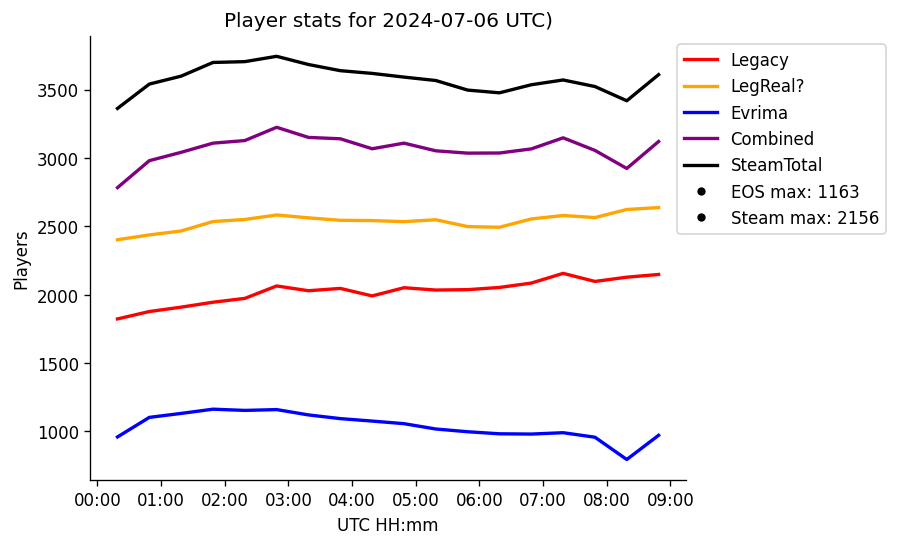 Player stats for 2024-07-06 UTC)
Players
3500
3000
2500
2000
1500
1000
00:00 01:00 02:00 03:00 04:00 05:00 06:00 07:00 08:00 09:00
UTC HH:mm
Legacy
LegReal?
Evrima
Combined
SteamTotal
EOS max: 1163
Steam max: 2156